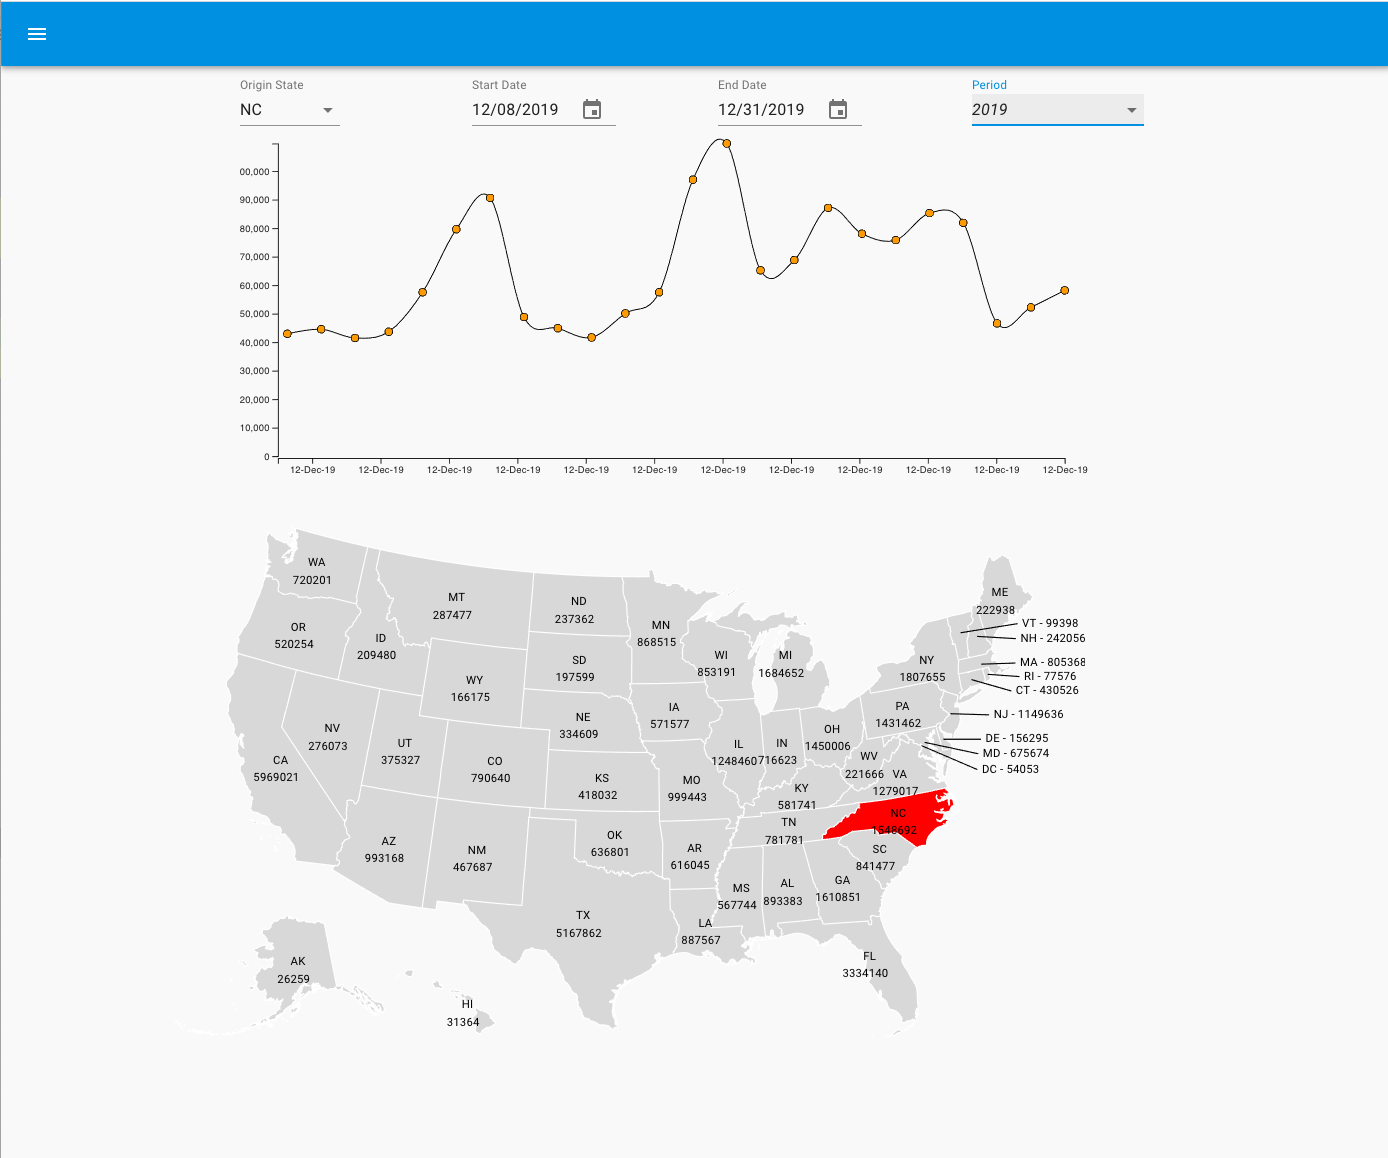 Origin State
Start Date
End Date
Period
NC
12/08/2019
12/31/2019
2019
00,000
90,000
80,000
70,000
60,000
50,000
40,000
30,000
20,000
10,000
0
12-Dec-19 12-Dec-19 12-Dec-19 12-Dec-19 12-Dec-19 12-Dec-19 12-Dec-19 12-Dec-19 12-Dec-19 12-Dec-19 12-Dec-19 12-Dec-19
WA
720201
MT
287477
ND
237362
MN
868515
ME
222938
VT - 99398
NH - 242056
OR
520254
ID
209480
SD
197599
WI
853191
MI
1684652
NY
1807655
MA - 805368
RI - 77576
CT - 430526
WY
166175
IA
571577
PA
1431462
NJ - 1149636
NE
334609
NV
276073
UT
375327
OH
1450006
IL
1248460
IN
716623
DE - 156295
MD - 675674
DC - 54053
CA
5969021
CO
790640
WV
221666
VA
1279017
KS
418032
MO
999443
KY
581741
NC
1548692
TN
781781
AZ
993168
NM
467687
OK
636801
AR
616045
SC
841477
MS
567744
AL
893383
GA
1610851
TX
5167862
LA
887567
FL
3334140
AK
26259
HI
31364